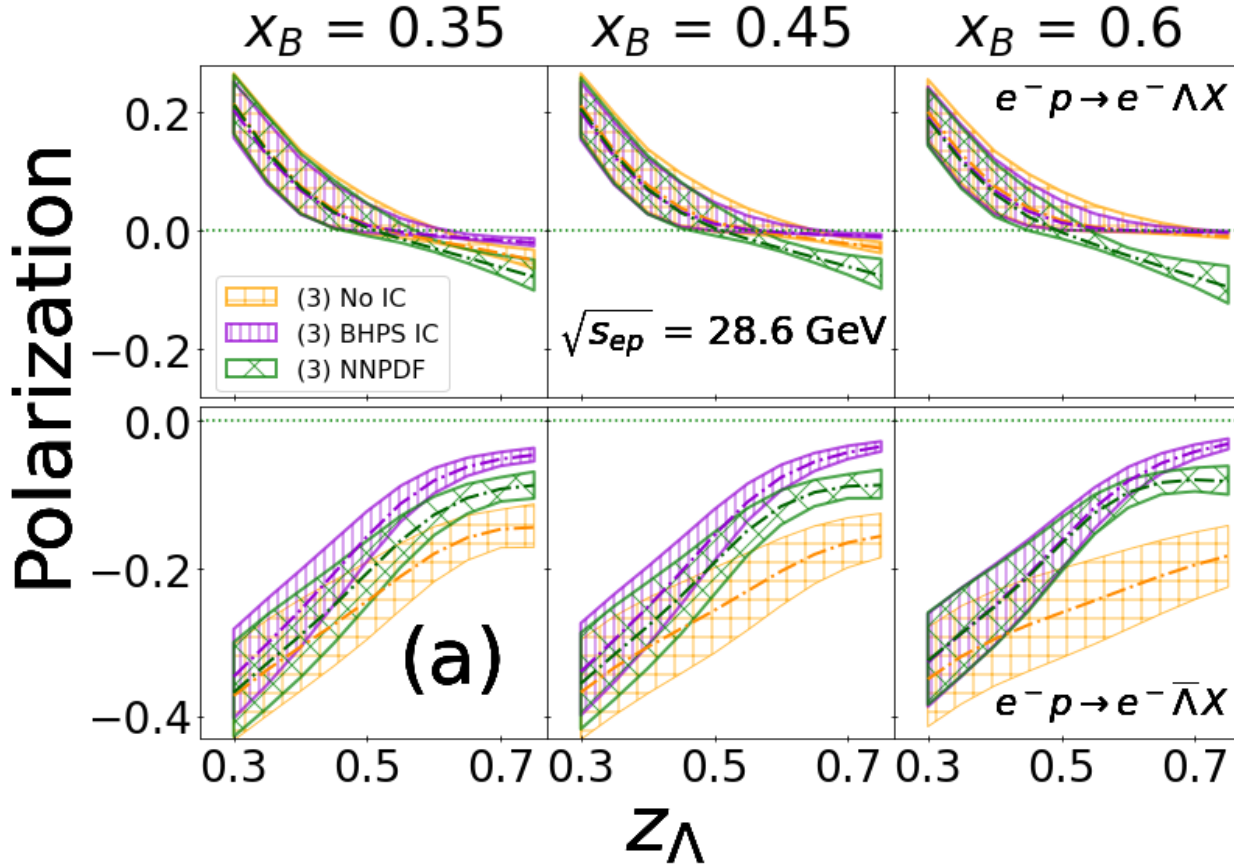 x_B = 0.35 x_B = 0.45 x_B = 0.6
Polarization
0.2
0.0
−0.2
e⁻p → e⁻ΛX
(3) No IC
(3) BHPS IC
(3) NNPDF
√s_ep = 28.6 GeV
0.0
−0.2
−0.4
(a)
e⁻p → e⁻Λ̅X
0.3 0.5 0.7 0.3 0.5 0.7 0.3 0.5 0.7
z_Λ